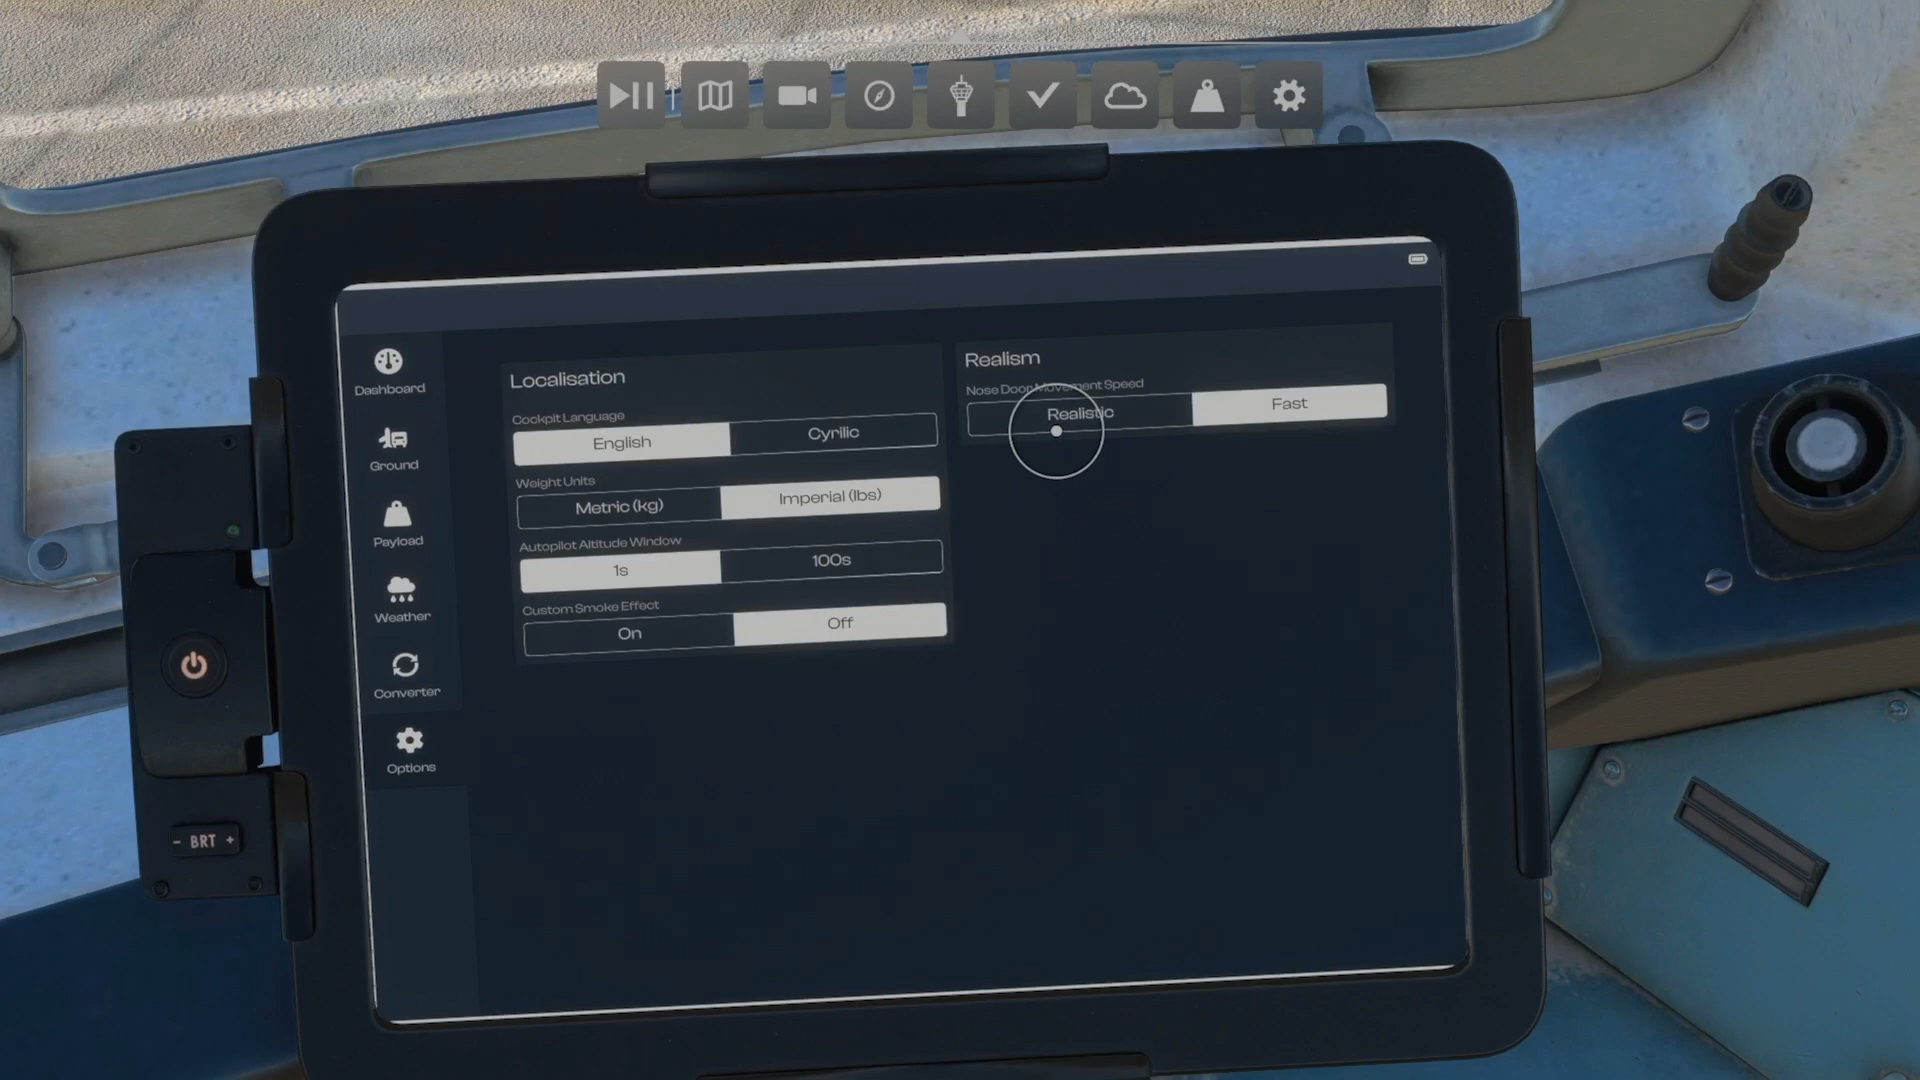 Dashboard
Ground
Payload
Weather
Converter
Options
Localisation
Cockpit Language
English
Cyrilic
Weight Units
Metric (kg)
Imperial (lbs)
Autopilot Altitude Window
1s
100s
Custom Smoke Effect
On
Off
Realism
Nose Door Movement Speed
Realistic
Fast
- BRT +